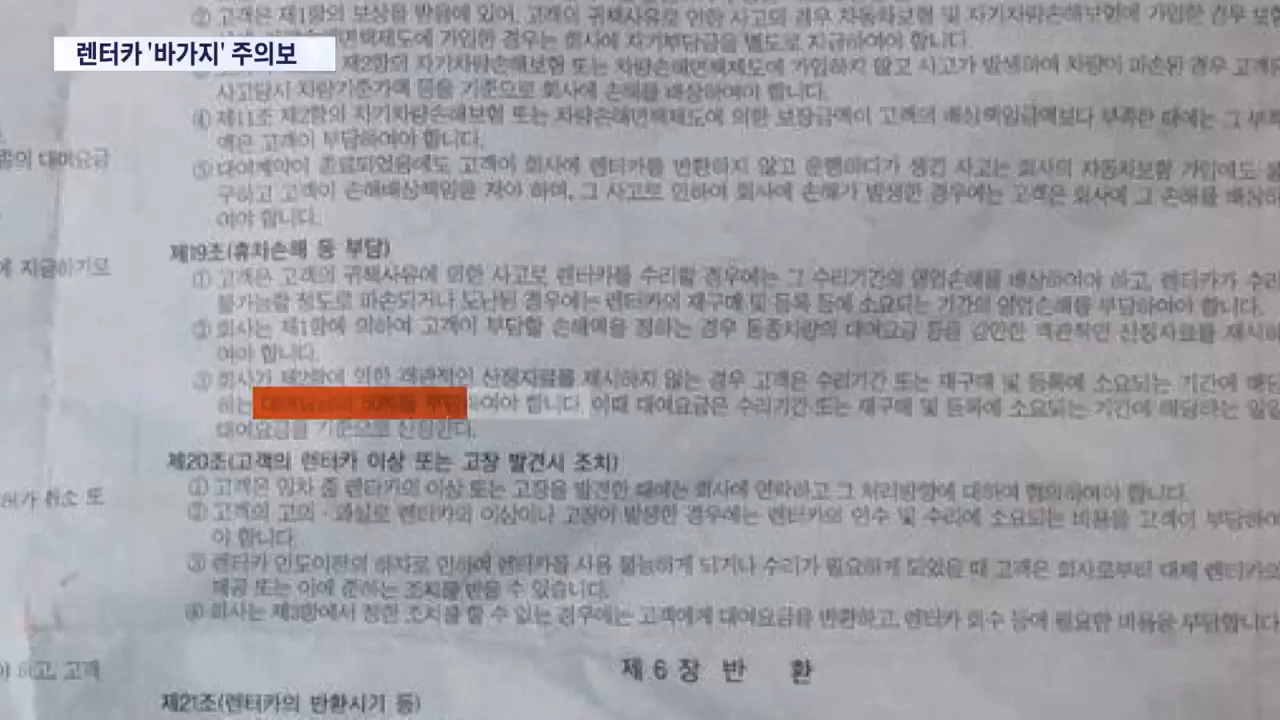 렌터카 '바가지' 주의보
② 고객은 제1항의 보상을 받음에 있어, 고객의 귀책사유로 인한 사고의 경우 자동차보험 및 자기차량손해보험에 가입한 경우
가입한 경우는 회사에 자기부담금을 별도로 지급하여야 합니다.
제2항의 자기차량손해보험 또는 차량손해면책제도에 가입하지 않고 사고가 발생하여 차량이 파손된 경우 고객은
사고당시 차량기준가액 등을 기준으로 회사에 손해를 배상하여야 합니다.
④ 제11조 제2항의 자기차량손해보험 또는 차량손해면책제도에 의한 보장금액이 고객의 배상책임금액보다 부족한 때에는 그 부족
액은 고객이 부담하여야 합니다.
중의 대여요금
⑤ 대여계약이 종료되었음에도 고객이 회사에 렌터카를 반환하지 않고 운행하다가 생긴 사고는 회사의 자동차보험 가입에도 불
구하고 고객이 손해배상책임을 져야 하며, 그 사고로 인하여 회사에 손해가 발생한 경우에는 고객은 회사에 그 손해를 배상하
여야 합니다.
제19조(휴차손해 등 부담)
에 지급하기로
① 고객은 고객의 귀책사유에 의한 사고로 렌터카를 수리할 경우에는 그 수리기간의 영업손해를 배상하여야 하고, 렌터카가 수리
불가능할 정도로 파손되거나 도난된 경우에는 렌터카의 재구매 및 등록 등에 소요되는 기간의 영업손해를 부담하여야 합니다.
② 회사는 제1항에 의하여 고객이 부담할 손해액을 정하는 경우 동종차량의 대여요금 등을 감안한 객관적인 산정자료를 제시하
여야 합니다.
③ 회사가 제2항에 의한 객관적인 산정자료를 제시하지 않는 경우 고객은 수리기간 또는 재구매 및 등록에 소요되는 기간에 해당
하는 대여요금의 50%를 부담하여야 합니다. 이때 대여요금은 수리기간 또는 재구매 및 등록에 소요되는 기간에 해당하는 일일
대여요금을 기준으로 산정한다.
제20조(고객의 렌터카 이상 또는 고장 발견시 조치)
① 고객은 임차 중 렌터카의 이상 또는 고장을 발견한 때에는 회사에 연락하고 그 처리방향에 대하여 협의하여야 합니다.
허가 취소 또
② 고객의 고의·과실로 렌터카의 이상이나 고장이 발생한 경우에는 렌터카의 인수 및 수리에 소요되는 비용을 고객이 부담하여
야 합니다.
③ 렌터카 인도이전의 하자로 인하여 렌터카를 사용 불능하게 되거나 수리가 필요하게 되었을 때 고객은 회사로부터 대체 렌터카의
제공 또는 이에 준하는 조치를 받을 수 있습니다.
④ 회사는 제3항에서 정한 조치를 할 수 없는 경우에는 고객에게 대여요금을 반환하고, 렌터카 회수 등에 필요한 비용을 부담합니다
야 하고, 고객
제 6 장 반 환
제21조(렌터카의 반환시기 등)